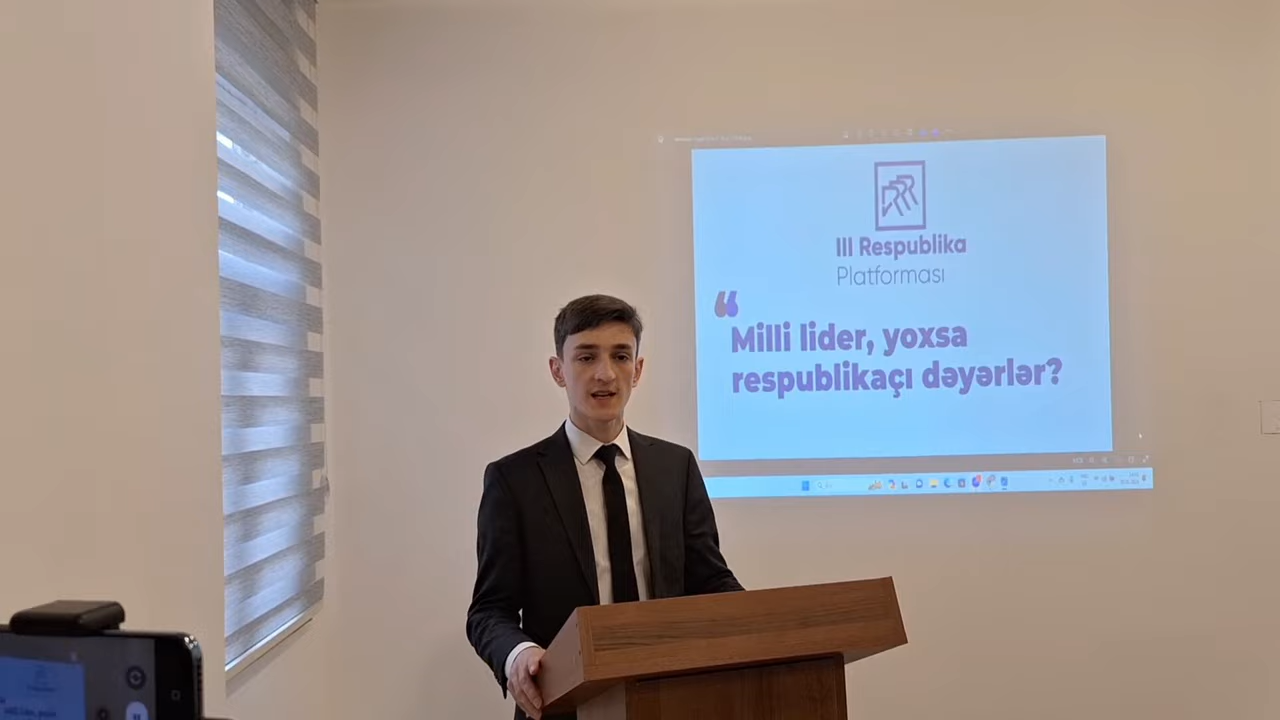 III Respublika
Platforması
“
Milli lider, yoxsa
respublikaçı dəyərlər?